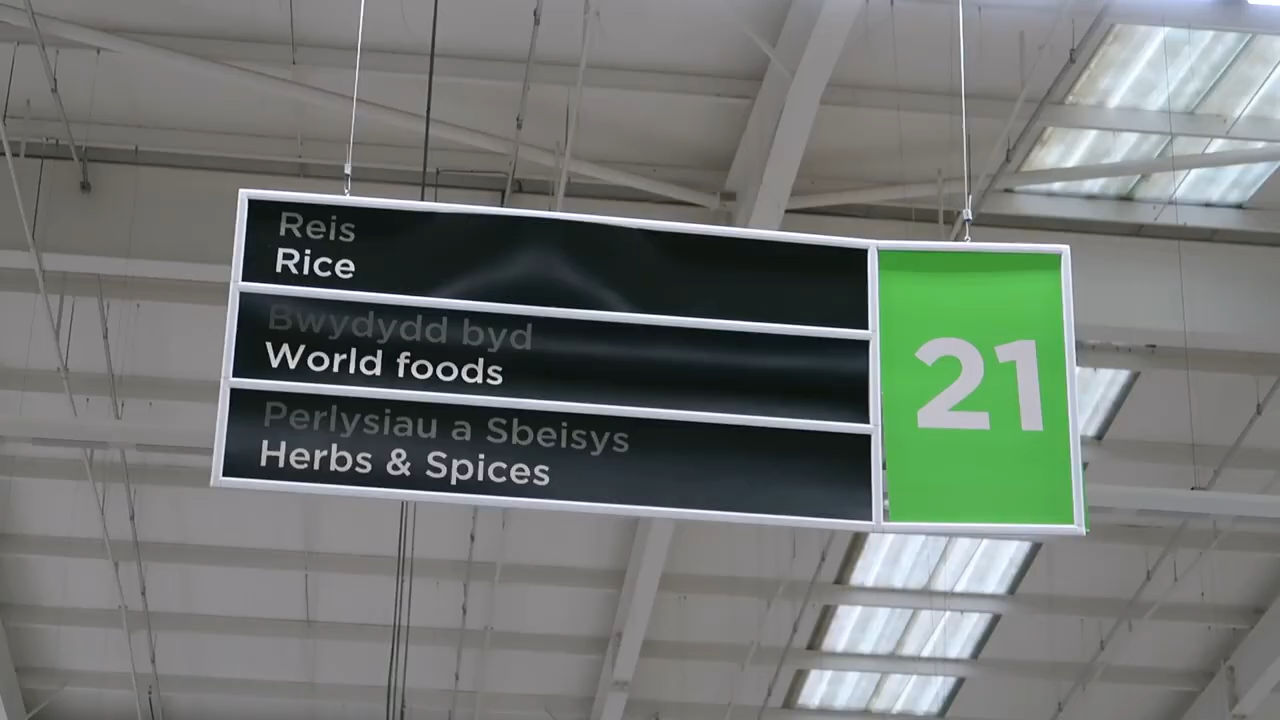 Reis
Rice
Bwydydd byd
World foods
Perlysiau a Sbeisys
Herbs & Spices
21